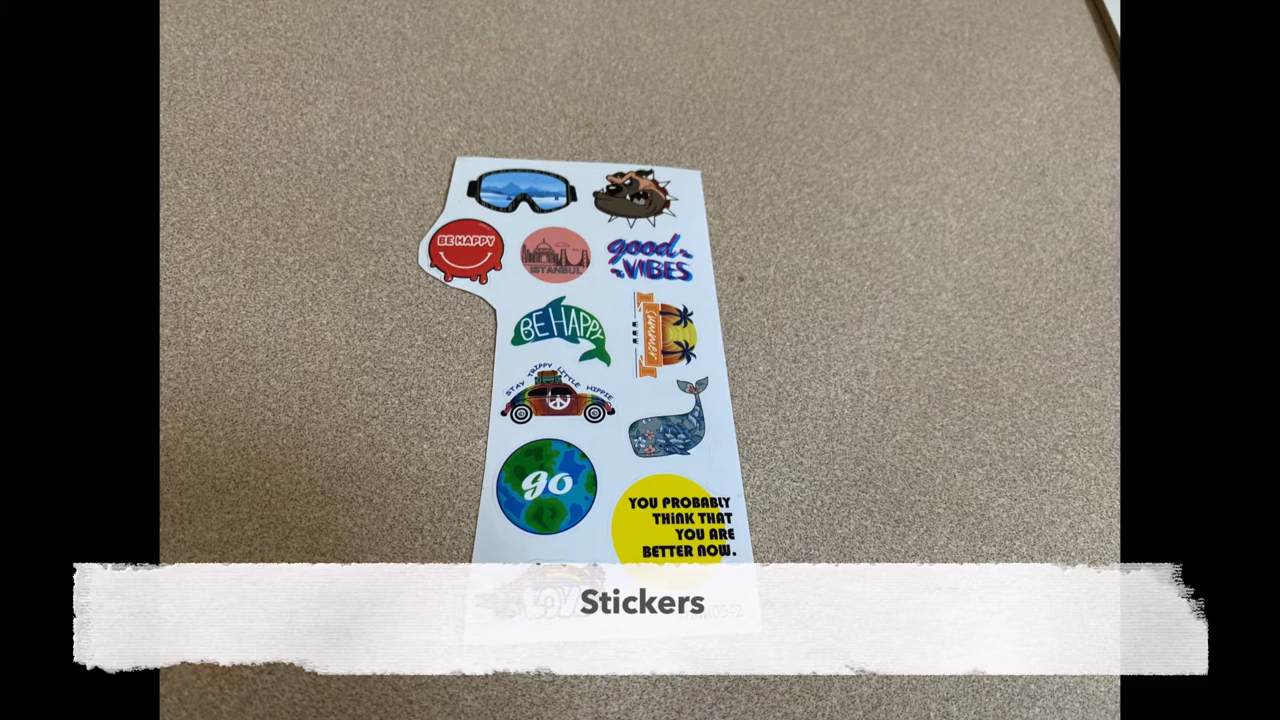 BE HAPPY
ISTANBUL
good
VIBES
BE HAPPY
Summer
STAY TRIPPY LITTLE HIPPIE
go
YOU PROBABLY
THINK THAT
YOU ARE
BETTER NOW.
LOVE
Stickers